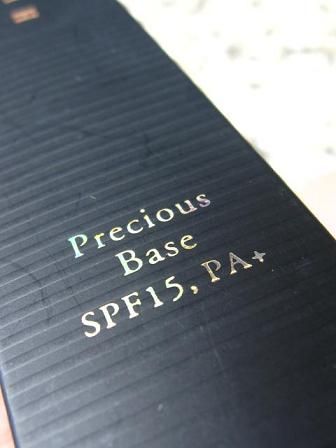 Precious
Base
SPF15, PA+